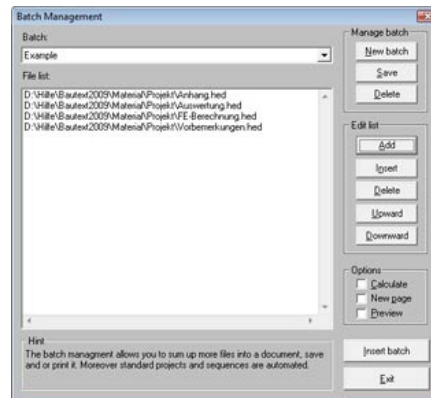 Batch Management
Batch:
Example
File list:
D:\Hilfe\Bautext2009\Material\Projekt\Anhang.hed
D:\Hilfe\Bautext2009\Material\Projekt\Auswertung.hed
D:\Hilfe\Bautext2009\Material\Projekt\FE-Berechnung.hed
D:\Hilfe\Bautext2009\Material\Projekt\Vorbemerkungen.hed
Hint
The batch managment allows you to sum up more files into a document, save
and or print it. Moreover standard projects and sequences are automated.
Manage batch
New batch
Save
Delete
Edit list
Add
Insert
Delete
Upward
Downward
Options
Calculate
New page
Preview
Insert batch
Exit